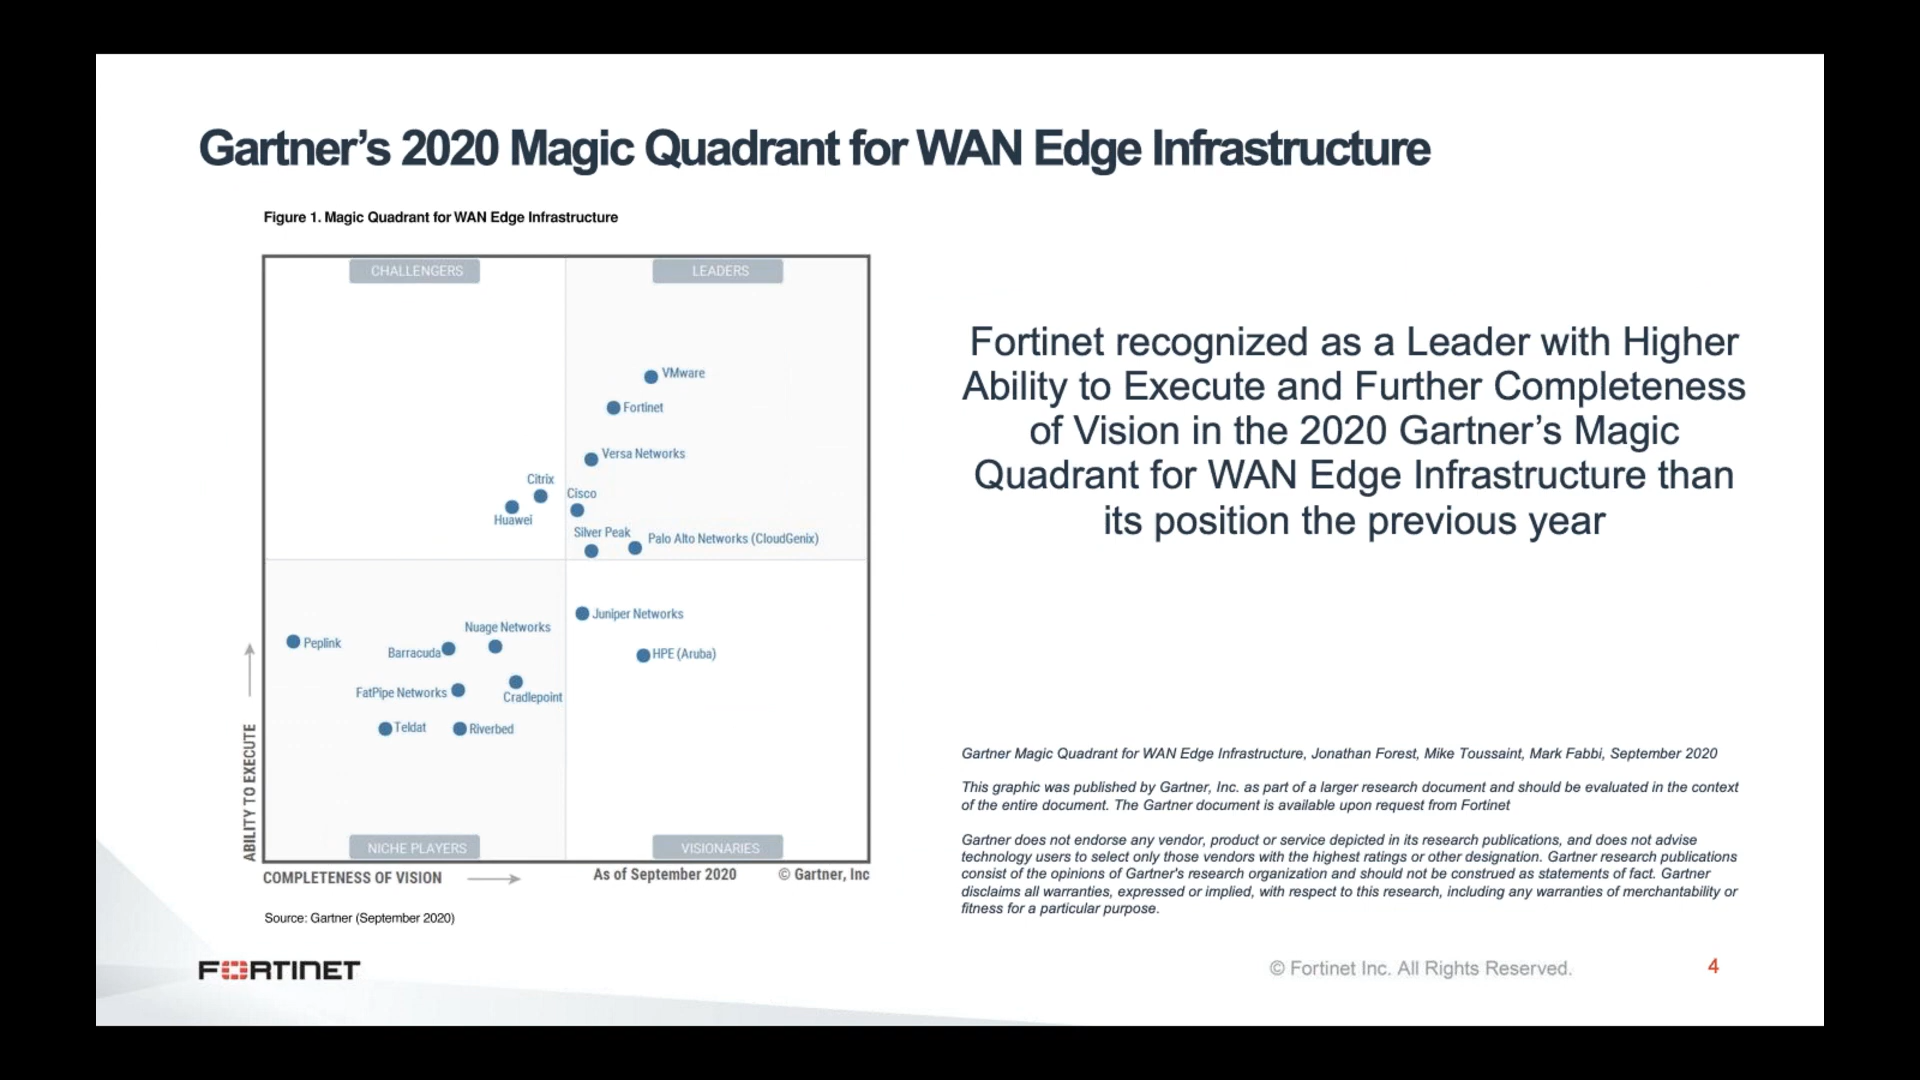 Gartner’s 2020 Magic Quadrant for WAN Edge Infrastructure
Figure 1. Magic Quadrant for WAN Edge Infrastructure
CHALLENGERS
LEADERS
VMware
Fortinet
Versa Networks
Citrix
Cisco
Huawei
Silver Peak
Palo Alto Networks (CloudGenix)
Juniper Networks
Nuage Networks
Peplink
Barracuda
HPE (Aruba)
FatPipe Networks
Cradlepoint
Teldat
Riverbed
NICHE PLAYERS
VISIONARIES
ABILITY TO EXECUTE
COMPLETENESS OF VISION
As of September 2020
© Gartner, Inc
Source: Gartner (September 2020)
Fortinet recognized as a Leader with Higher
Ability to Execute and Further Completeness
of Vision in the 2020 Gartner’s Magic
Quadrant for WAN Edge Infrastructure than
its position the previous year
Gartner Magic Quadrant for WAN Edge Infrastructure, Jonathan Forest, Mike Toussaint, Mark Fabbi, September 2020
This graphic was published by Gartner, Inc. as part of a larger research document and should be evaluated in the context
of the entire document. The Gartner document is available upon request from Fortinet
Gartner does not endorse any vendor, product or service depicted in its research publications, and does not advise
technology users to select only those vendors with the highest ratings or other designation. Gartner research publications
consist of the opinions of Gartner's research organization and should not be construed as statements of fact. Gartner
disclaims all warranties, expressed or implied, with respect to this research, including any warranties of merchantability or
fitness for a particular purpose.
FORTINET
© Fortinet Inc. All Rights Reserved.
4